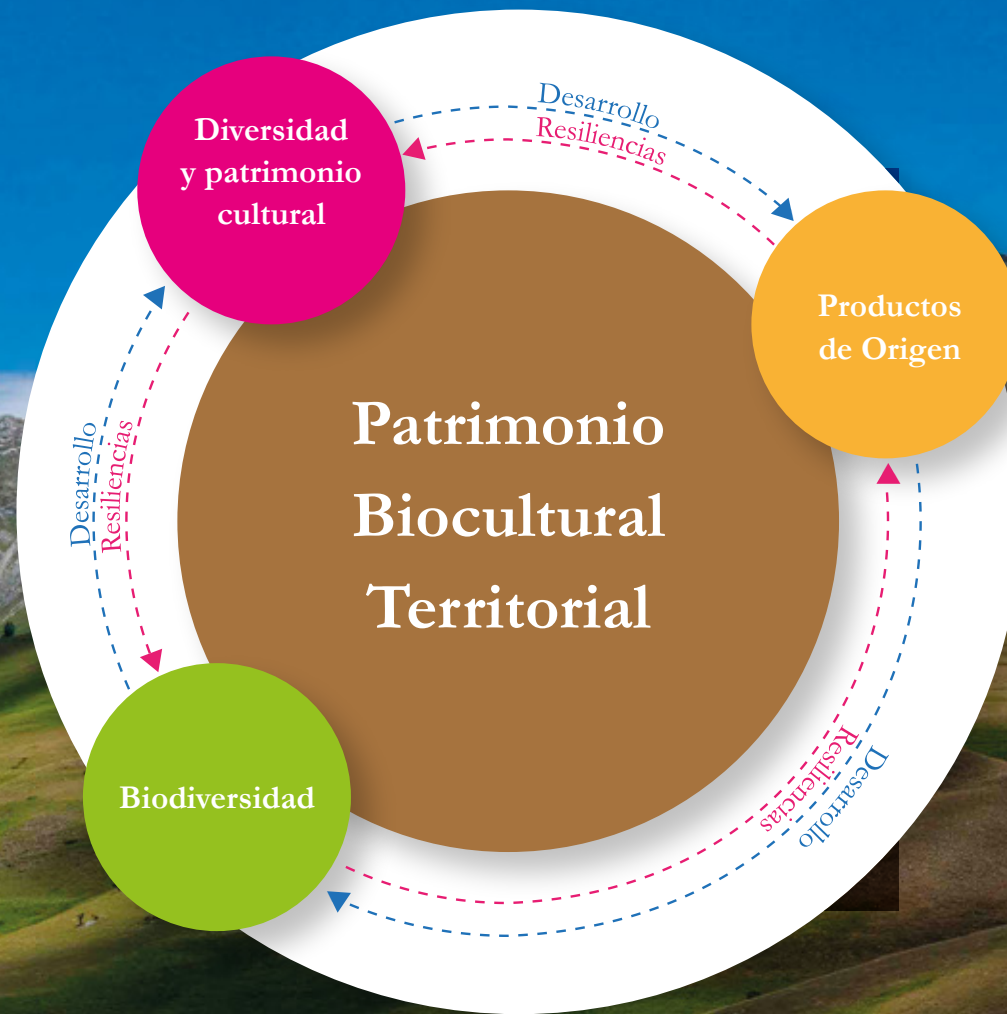 Desarrollo
Resiliencias
Diversidad
y patrimonio
cultural
Productos
de Origen
Patrimonio
Biocultural
Territorial
Desarrollo
Resiliencias
Biodiversidad
Resiliencias
Desarrollo